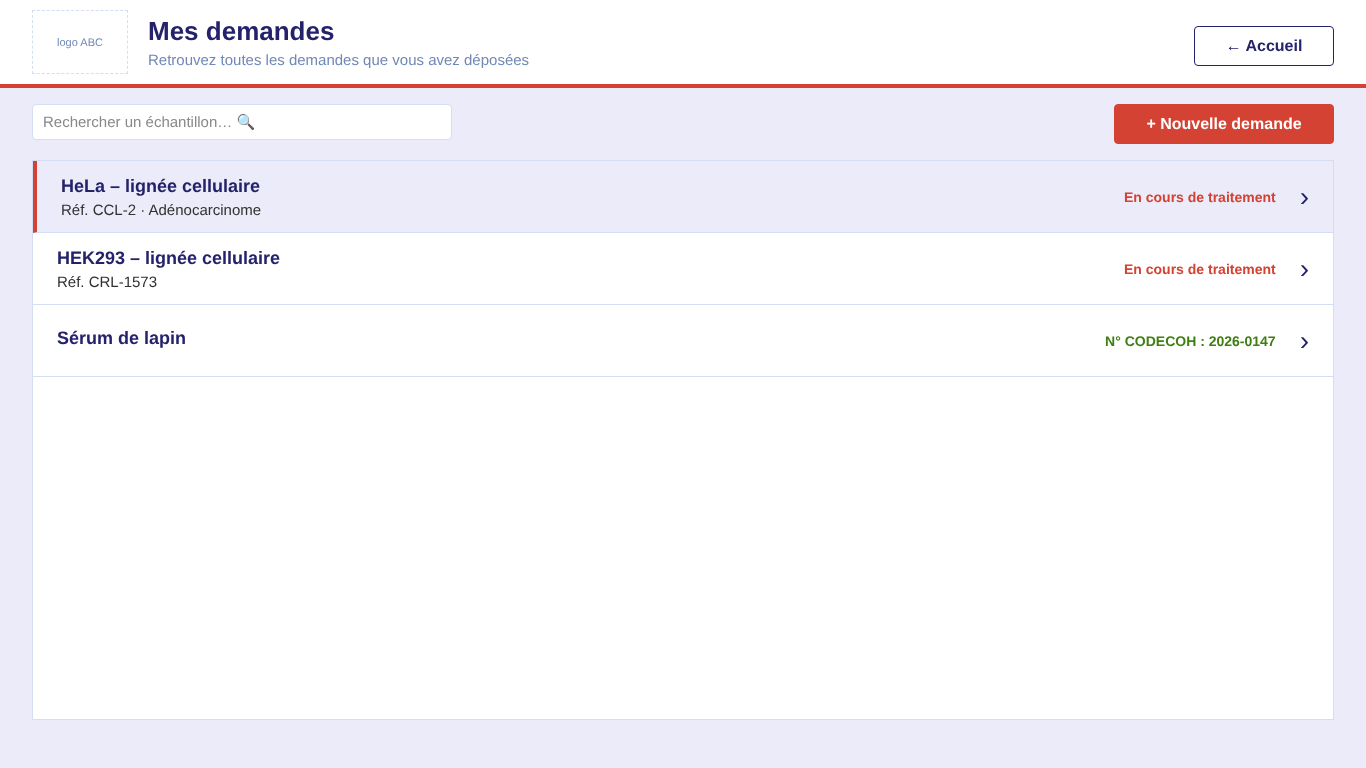 logo ABC
Mes demandes
Retrouvez toutes les demandes que vous avez déposées
← Accueil
Rechercher un échantillon… 🔍
+ Nouvelle demande
HeLa – lignée cellulaire
Réf. CCL-2 · Adénocarcinome
En cours de traitement
HEK293 – lignée cellulaire
Réf. CRL-1573
En cours de traitement
Sérum de lapin
N° CODECOH : 2026-0147